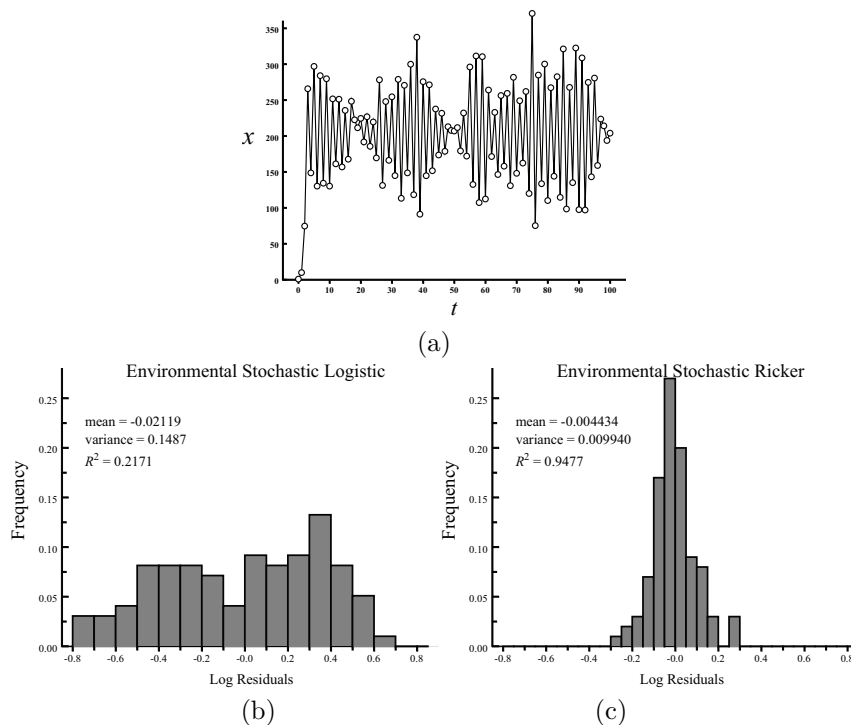 350
300
250
200
150
100
50
0
x
0 10 20 30 40 50 60 70 80 90 100
t
(a)
Environmental Stochastic Logistic
mean = -0.02119
variance = 0.1487
R² = 0.2171
0.25
0.20
0.15
0.10
0.05
0.00
Frequency
-0.8 -0.6 -0.4 -0.2 -0.0 0.2 0.4 0.6 0.8
Log Residuals
(b)
Environmental Stochastic Ricker
mean = -0.004434
variance = 0.009940
R² = 0.9477
0.25
0.20
0.15
0.10
0.05
0.00
Frequency
-0.8 -0.6 -0.4 -0.2 -0.0 0.2 0.4 0.6 0.8
Log Residuals
(c)